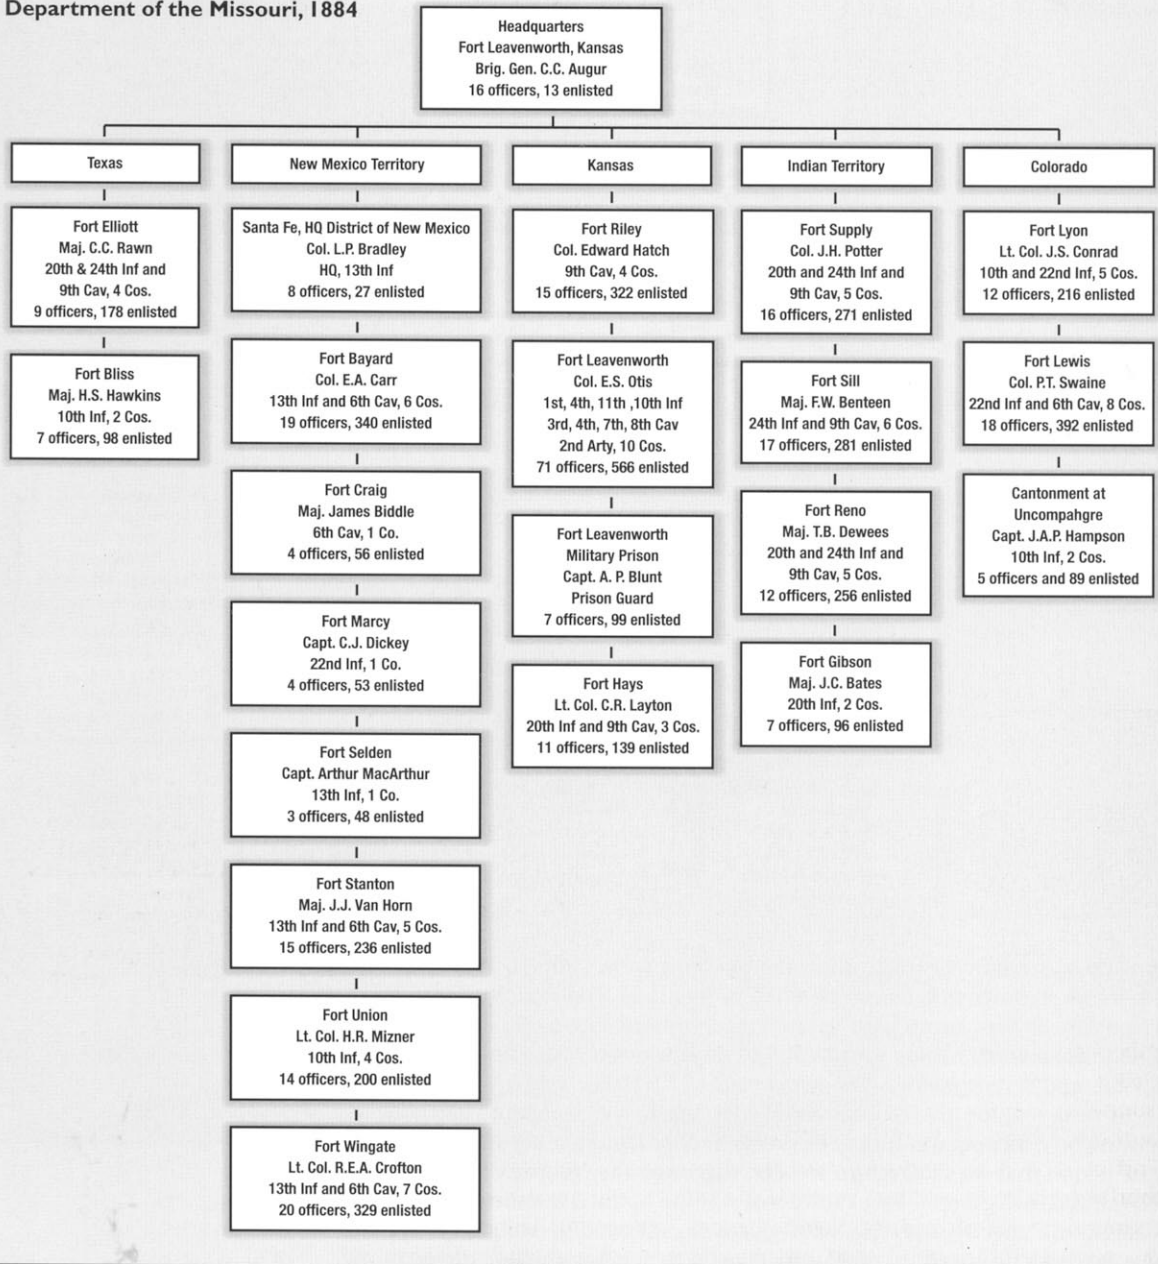 Department of the Missouri, 1884
Headquarters
Fort Leavenworth, Kansas
Brig. Gen. C.C. Augur
16 officers, 13 enlisted
Texas
Fort Elliott
Maj. C.C. Rawn
20th & 24th Inf and
9th Cav, 4 Cos.
9 officers, 178 enlisted
Fort Bliss
Maj. H.S. Hawkins
10th Inf, 2 Cos.
7 officers, 98 enlisted
New Mexico Territory
Santa Fe, HQ District of New Mexico
Col. L.P. Bradley
HQ, 13th Inf
8 officers, 27 enlisted
Fort Bayard
Col. E.A. Carr
13th Inf and 6th Cav, 6 Cos.
19 officers, 340 enlisted
Fort Craig
Maj. James Biddle
6th Cav, 1 Co.
4 officers, 56 enlisted
Fort Marcy
Capt. C.J. Dickey
22nd Inf, 1 Co.
4 officers, 53 enlisted
Fort Selden
Capt. Arthur MacArthur
13th Inf, 1 Co.
3 officers, 48 enlisted
Fort Stanton
Maj. J.J. Van Horn
13th Inf and 6th Cav, 5 Cos.
15 officers, 236 enlisted
Fort Union
Lt. Col. H.R. Mizner
10th Inf, 4 Cos.
14 officers, 200 enlisted
Fort Wingate
Lt. Col. R.E.A. Crofton
13th Inf and 6th Cav, 7 Cos.
20 officers, 329 enlisted
Kansas
Fort Riley
Col. Edward Hatch
9th Cav, 4 Cos.
15 officers, 322 enlisted
Fort Leavenworth
Col. E.S. Otis
1st, 4th, 11th ,10th Inf
3rd, 4th, 7th, 8th Cav
2nd Arty, 10 Cos.
71 officers, 566 enlisted
Fort Leavenworth
Military Prison
Capt. A. P. Blunt
Prison Guard
7 officers, 99 enlisted
Fort Hays
Lt. Col. C.R. Layton
20th Inf and 9th Cav, 3 Cos.
11 officers, 139 enlisted
Indian Territory
Fort Supply
Col. J.H. Potter
20th and 24th Inf and
9th Cav, 5 Cos.
16 officers, 271 enlisted
Fort Sill
Maj. F.W. Benteen
24th Inf and 9th Cav, 6 Cos.
17 officers, 281 enlisted
Fort Reno
Maj. T.B. Dewees
20th and 24th Inf and
9th Cav, 5 Cos.
12 officers, 256 enlisted
Fort Gibson
Maj. J.C. Bates
20th Inf, 2 Cos.
7 officers, 96 enlisted
Colorado
Fort Lyon
Lt. Col. J.S. Conrad
10th and 22nd Inf, 5 Cos.
12 officers, 216 enlisted
Fort Lewis
Col. P.T. Swaine
22nd Inf and 6th Cav, 8 Cos.
18 officers, 392 enlisted
Cantonment at
Uncompahgre
Capt. J.A.P. Hampson
10th Inf, 2 Cos.
5 officers and 89 enlisted